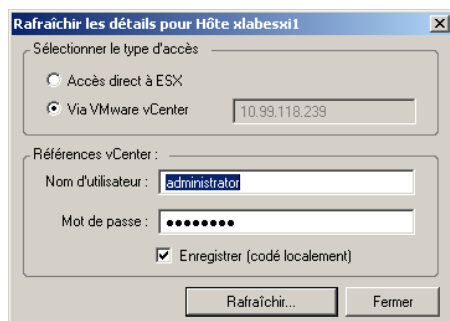 Rafraîchir les détails pour Hôte xlabesxi1
Sélectionner le type d'accès
Accès direct à ESX
Via VMware vCenter 10.99.118.239
Références vCenter :
Nom d'utilisateur : administrator
Mot de passe : ●●●●●●●●
Enregistrer (codé localement)
Rafraîchir... Fermer